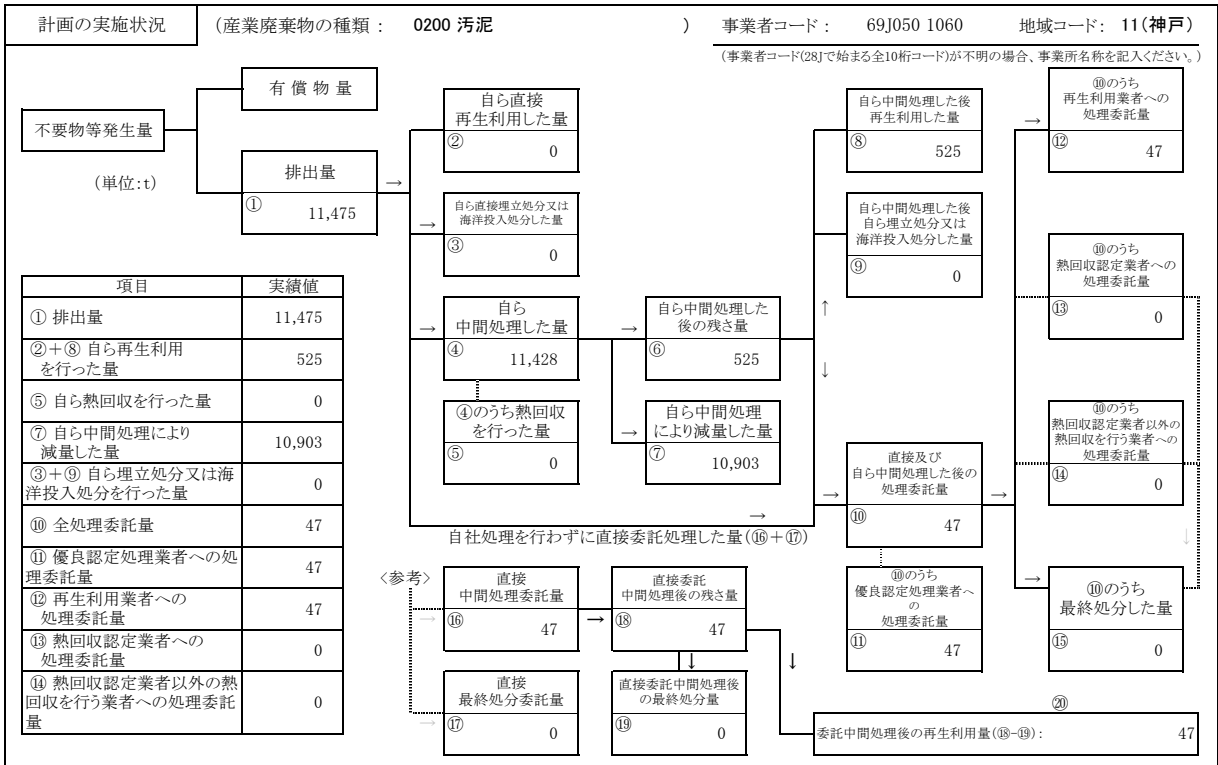 計画の実施状況
(産業廃棄物の種類： 0200 汚泥 )
事業者コード： 69J050 1060
地域コード： 11(神戸)
(事業者コード(28Jで始まる全10桁コード)が不明の場合、事業所名称を記入ください。)
有償物量
不要物等発生量
(単位:t)
排出量
① 11,475
→
自ら直接
再生利用した量
② 0
→
自ら直接埋立処分又は
海洋投入処分した量
③ 0
→
自ら
中間処理した量
④ 11,428
④のうち熱回収
を行った量
⑤ 0
→
自ら中間処理した
後の残さ量
⑥ 525
→
自ら中間処理
により減量した量
⑦ 10,903
自ら中間処理した後
再生利用した量
⑧ 525
自ら中間処理した後
自ら埋立処分又は
海洋投入処分した量
⑨ 0
↑
↓
→
直接及び
自ら中間処理した後の
処理委託量
⑩ 47
→
⑩のうち
優良認定処理業者へ
の
処理委託量
⑪ 47
→
⑩のうち
再生利用業者への
処理委託量
⑫ 47
⑩のうち
熱回収認定業者への
処理委託量
⑬ 0
⑩のうち
熱回収認定業者以外の
熱回収を行う業者への
処理委託量
⑭ 0
↓
→
⑩のうち
最終処分した量
⑮ 0
→
自社処理を行わずに直接委託処理した量(⑯＋⑰)
〈参考〉
→
直接
中間処理委託量
⑯ 47
→
直接委託
中間処理後の残さ量
⑱ 47
↓
↓
→
直接
最終処分委託量
⑰ 0
直接委託中間処理後
の最終処分量
⑲ 0
⑳
委託中間処理後の再生利用量(⑱-⑲)： 47
項目 実績値
① 排出量 11,475
②＋⑧ 自ら再生利用
を行った量 525
⑤ 自ら熱回収を行った量 0
⑦ 自ら中間処理により
減量した量 10,903
③＋⑨ 自ら埋立処分又は海
洋投入処分を行った量 0
⑩ 全処理委託量 47
⑪ 優良認定処理業者への処
理委託量 47
⑫ 再生利用業者への
処理委託量 47
⑬ 熱回収認定業者への
処理委託量 0
⑭ 熱回収認定業者以外の熱
回収を行う業者への処理委託
量 0